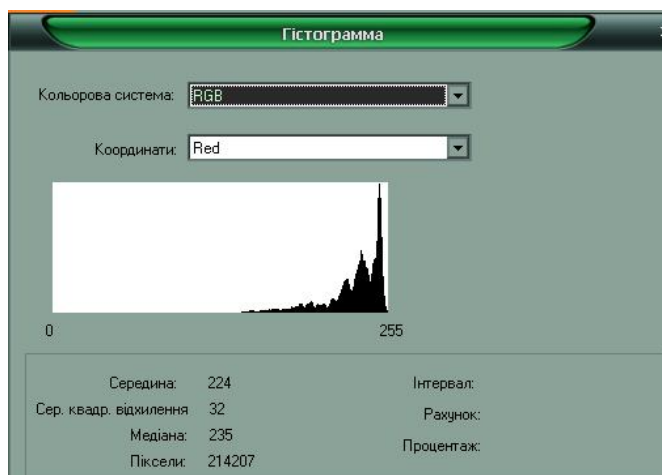 Гістограмма
Кольорова система: RGB
Координати: Red
0 255
Середина: 224 Інтервал:
Сер. квадр. відхилення 32 Рахунок:
Медіана: 235 Процентаж:
Піксели: 214207